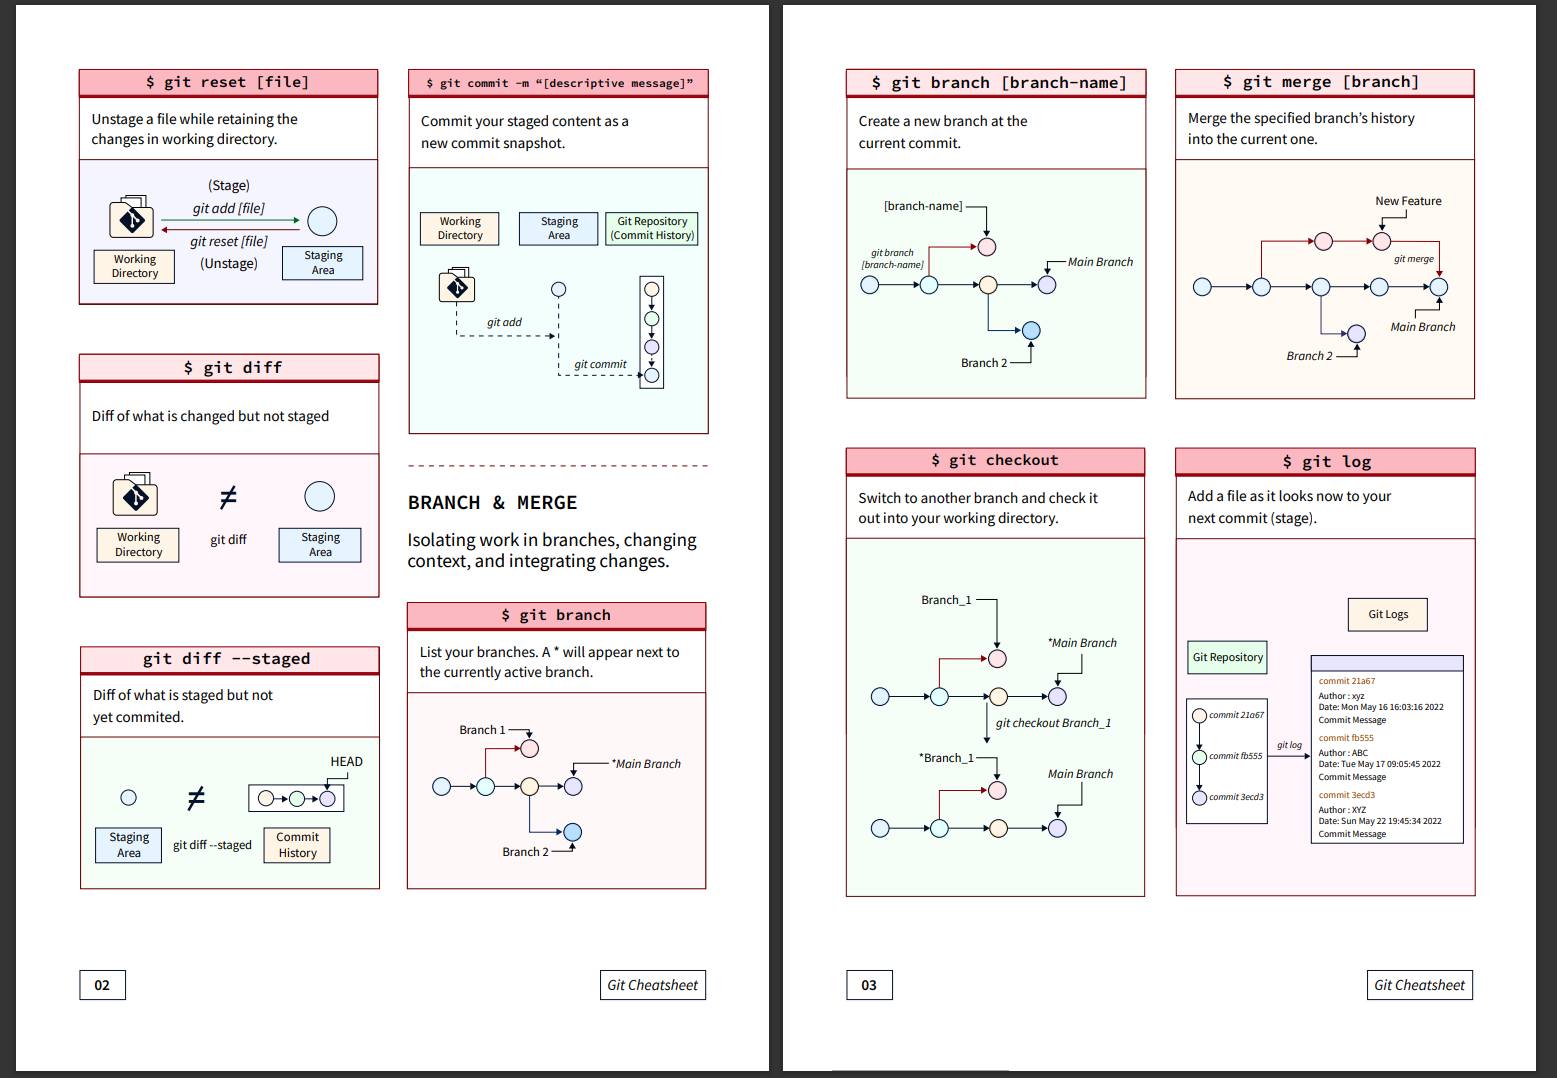 $ git reset [file]
Unstage a file while retaining the
changes in working directory.
(Stage)
git add [file]
git reset [file]
(Unstage)
Working
Directory
Staging
Area
$ git diff
Diff of what is changed but not staged
Working
Directory
git diff
Staging
Area
git diff --staged
Diff of what is staged but not
yet commited.
HEAD
Staging
Area
git diff --staged
Commit
History
$ git commit -m “[descriptive message]”
Commit your staged content as a
new commit snapshot.
Working
Directory
Staging
Area
Git Repository
(Commit History)
git add
git commit
BRANCH & MERGE
Isolating work in branches, changing
context, and integrating changes.
$ git branch
List your branches. A * will appear next to
the currently active branch.
Branch 1
*Main Branch
Branch 2
02
Git Cheatsheet
$ git branch [branch-name]
Create a new branch at the
current commit.
[branch-name]
git branch
[branch-name]
Main Branch
Branch 2
$ git merge [branch]
Merge the specified branch’s history
into the current one.
New Feature
git merge
Main Branch
Branch 2
$ git checkout
Switch to another branch and check it
out into your working directory.
Branch_1
*Main Branch
git checkout Branch_1
*Branch_1
Main Branch
$ git log
Add a file as it looks now to your
next commit (stage).
Git Logs
Git Repository
commit 21a67
commit fb555
commit 3ecd3
git log
commit 21a67
Author : xyz
Date: Mon May 16 16:03:16 2022
Commit Message
commit fb555
Author : ABC
Date: Tue May 17 09:05:45 2022
Commit Message
commit 3ecd3
Author : XYZ
Date: Sun May 22 19:45:34 2022
Commit Message
03
Git Cheatsheet